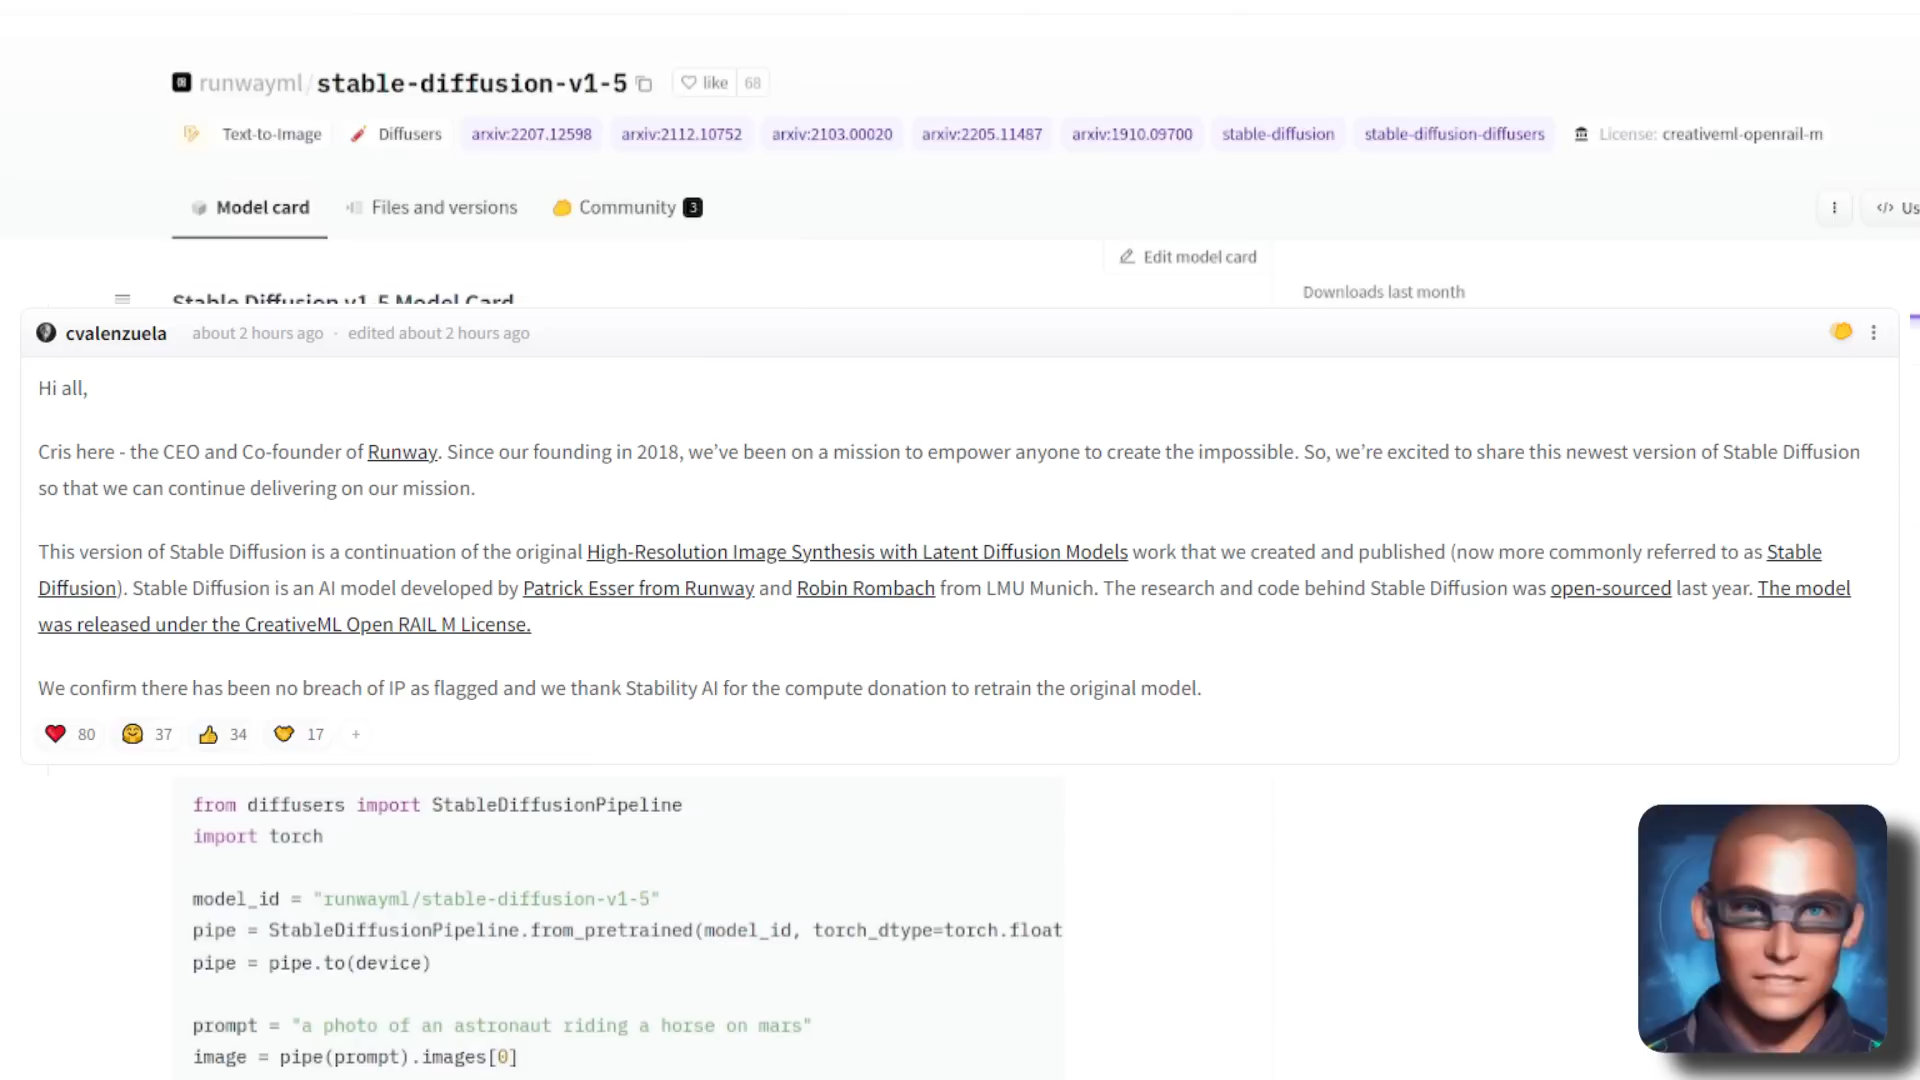 runwayml/stable-diffusion-v1-5 like 68
Text-to-Image Diffusers arxiv:2207.12598 arxiv:2112.10752 arxiv:2103.00020 arxiv:2205.11487 arxiv:1910.09700 stable-diffusion stable-diffusion-diffusers License: creativeml-openrail-m
Model card Files and versions Community 3 </> Us
Edit model card
Downloads last month
Stable Diffusion v1-5 Model Card
cvalenzuela about 2 hours ago · edited about 2 hours ago
Hi all,
Cris here - the CEO and Co-founder of Runway. Since our founding in 2018, we’ve been on a mission to empower anyone to create the impossible. So, we’re excited to share this newest version of Stable Diffusion
so that we can continue delivering on our mission.
This version of Stable Diffusion is a continuation of the original High-Resolution Image Synthesis with Latent Diffusion Models work that we created and published (now more commonly referred to as Stable
Diffusion). Stable Diffusion is an AI model developed by Patrick Esser from Runway and Robin Rombach from LMU Munich. The research and code behind Stable Diffusion was open-sourced last year. The model
was released under the CreativeML Open RAIL M License.
We confirm there has been no breach of IP as flagged and we thank Stability AI for the compute donation to retrain the original model.
80 37 34 17 +
from diffusers import StableDiffusionPipeline
import torch
model_id = "runwayml/stable-diffusion-v1-5"
pipe = StableDiffusionPipeline.from_pretrained(model_id, torch_dtype=torch.float
pipe = pipe.to(device)
prompt = "a photo of an astronaut riding a horse on mars"
image = pipe(prompt).images[0]